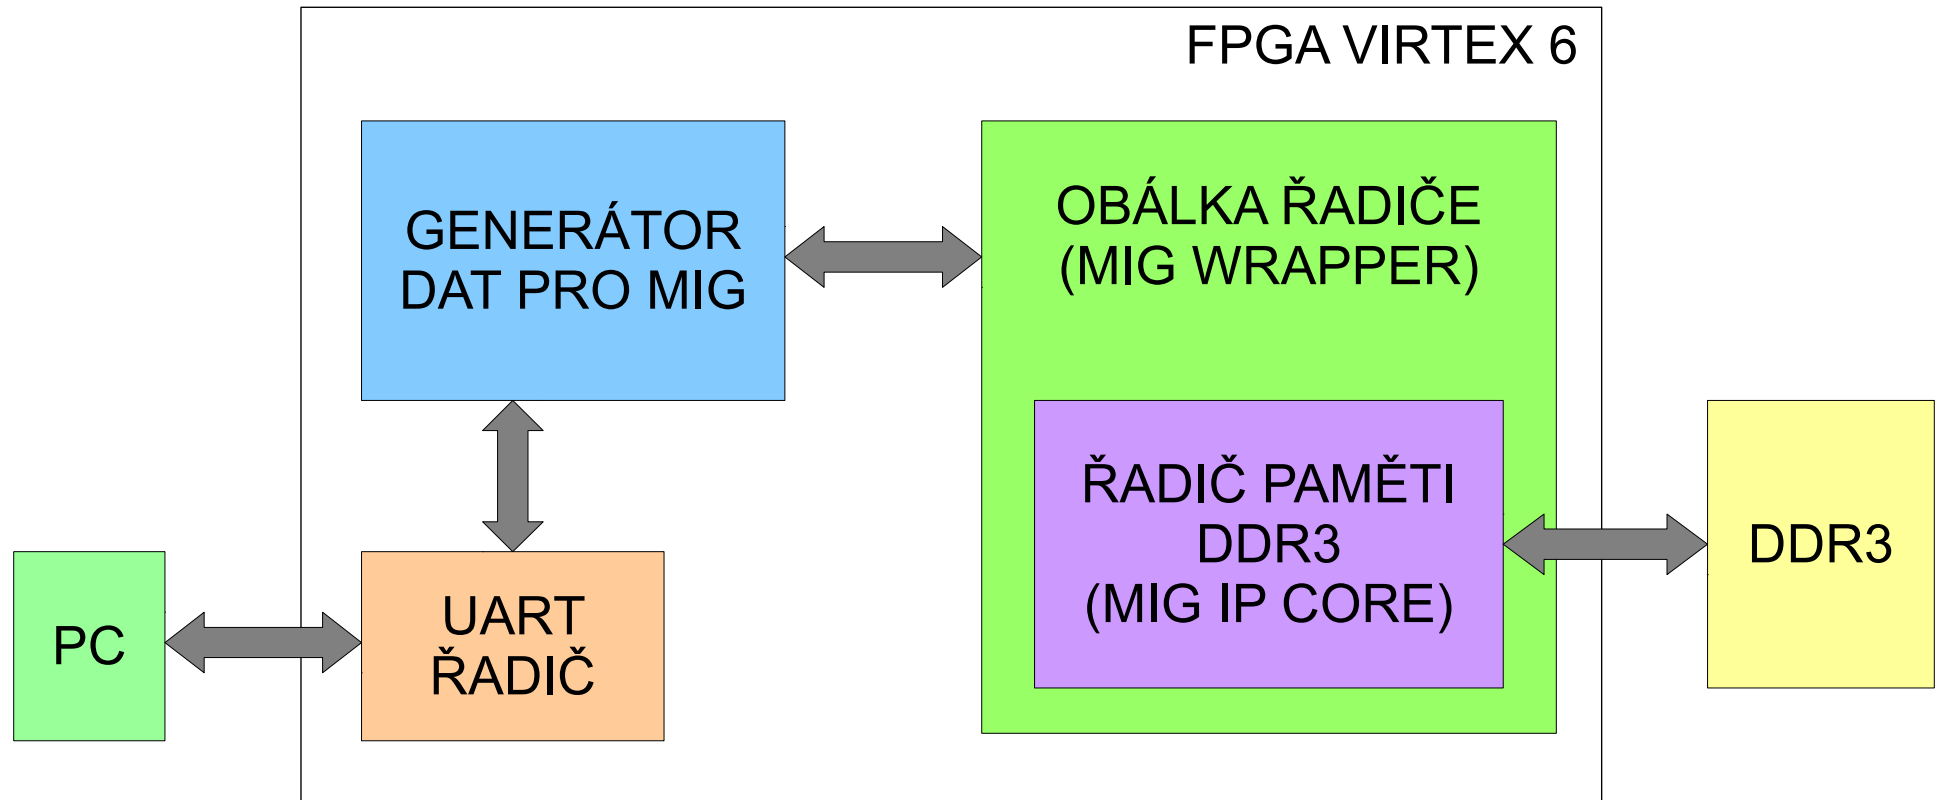 FPGA VIRTEX 6
GENERÁTOR
DAT PRO MIG
OBÁLKA ŘADIČE
(MIG WRAPPER)
ŘADIČ PAMĚTI
DDR3
(MIG IP CORE)
DDR3
PC
UART
ŘADIČ